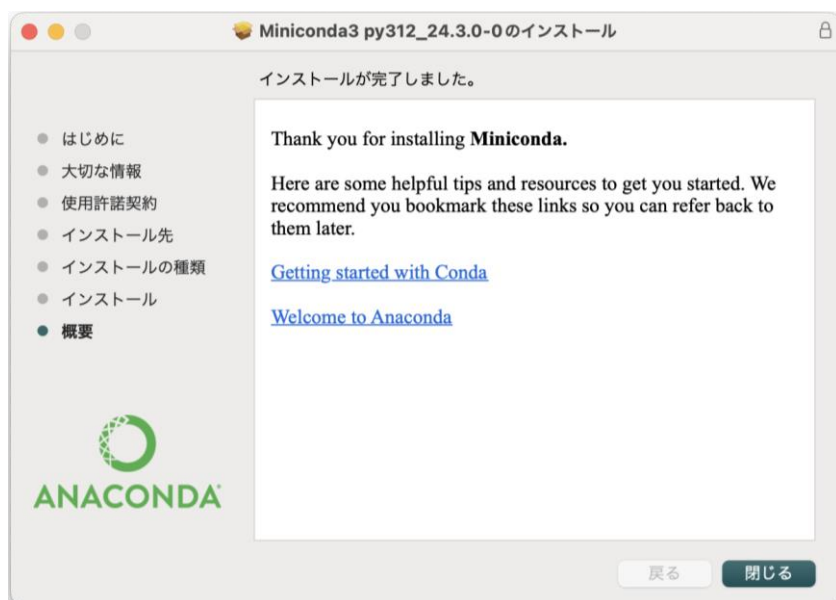 Miniconda3 py312_24.3.0-0のインストール
インストールが完了しました。
はじめに
大切な情報
使用許諾契約
インストール先
インストールの種類
インストール
概要
ANACONDA
Thank you for installing Miniconda.
Here are some helpful tips and resources to get you started. We
recommend you bookmark these links so you can refer back to
them later.
Getting started with Conda
Welcome to Anaconda
戻る
閉じる